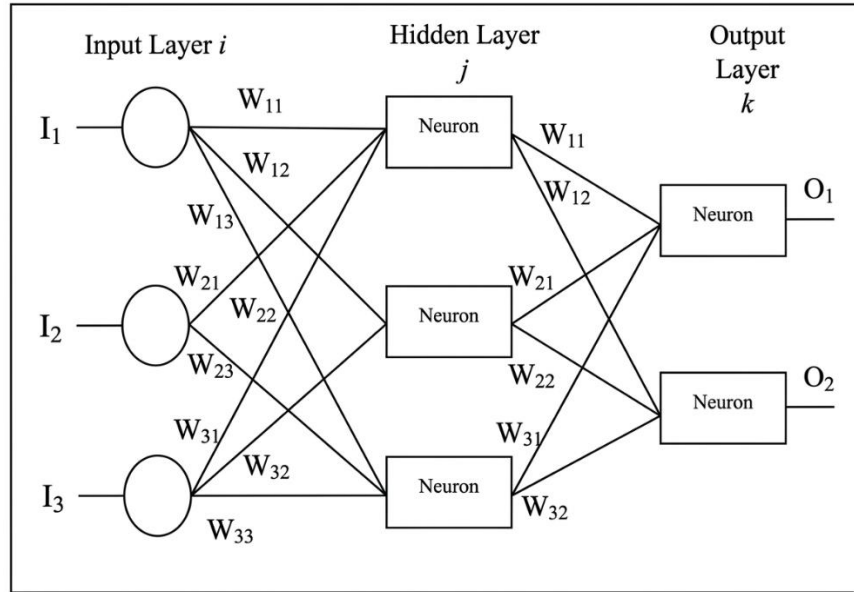 Input Layer i
Hidden Layer
j
Output
Layer
k
I₁
W₁₁
W₁₂
W₁₃
Neuron
W₁₁
W₁₂
Neuron
O₁
I₂
W₂₁
W₂₂
W₂₃
Neuron
W₂₁
W₂₂
Neuron
O₂
I₃
W₃₁
W₃₂
W₃₃
Neuron
W₃₁
W₃₂